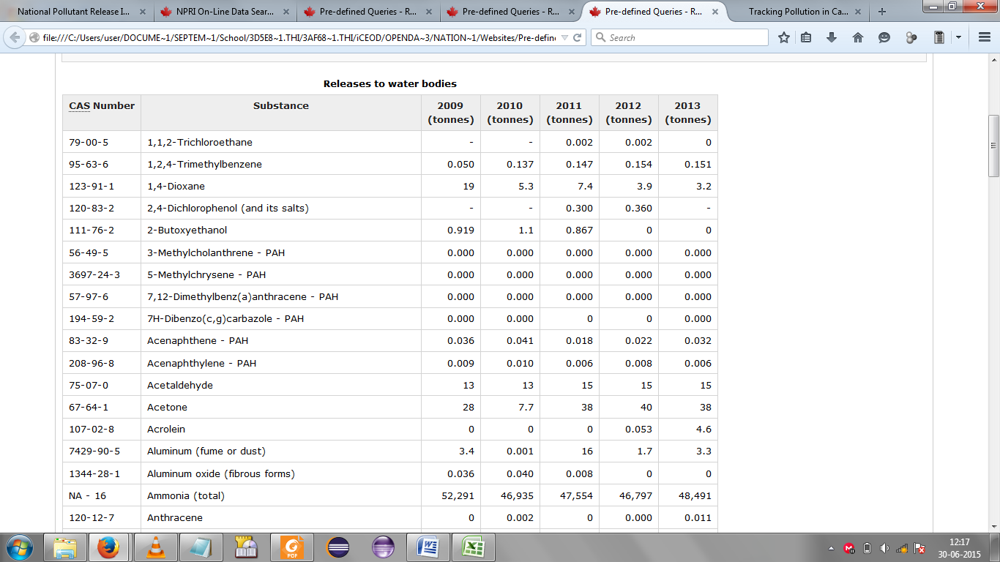 National Pollutant Release I...
NPRI On-Line Data Sear...
Pre-defined Queries - R...
Pre-defined Queries - R...
Pre-defined Queries - R...
Tracking Pollution in Ca...
file:///C:/Users/user/DOCUME~1/SEPTEM~1/School/3D5E8~1.THI/3AF68~1.THI/iCEOD/OPENDA~3/NATION~1/Websites/Pre-define
Search
Releases to water bodies
CAS Number Substance 2009 (tonnes) 2010 (tonnes) 2011 (tonnes) 2012 (tonnes) 2013 (tonnes)
79-00-5 1,1,2-Trichloroethane - - 0.002 0.002 0
95-63-6 1,2,4-Trimethylbenzene 0.050 0.137 0.147 0.154 0.151
123-91-1 1,4-Dioxane 19 5.3 7.4 3.9 3.2
120-83-2 2,4-Dichlorophenol (and its salts) - - 0.300 0.360 -
111-76-2 2-Butoxyethanol 0.919 1.1 0.867 0 0
56-49-5 3-Methylcholanthrene - PAH 0.000 0.000 0.000 0.000 0.000
3697-24-3 5-Methylchrysene - PAH 0.000 0.000 0.000 0.000 0.000
57-97-6 7,12-Dimethylbenz(a)anthracene - PAH 0.000 0.000 0.000 0.000 0.000
194-59-2 7H-Dibenzo(c,g)carbazole - PAH 0.000 0.000 0 0 0.000
83-32-9 Acenaphthene - PAH 0.036 0.041 0.018 0.022 0.032
208-96-8 Acenaphthylene - PAH 0.009 0.010 0.006 0.008 0.006
75-07-0 Acetaldehyde 13 13 15 15 15
67-64-1 Acetone 28 7.7 38 40 38
107-02-8 Acrolein 0 0 0 0.053 4.6
7429-90-5 Aluminum (fume or dust) 3.4 0.001 16 1.7 3.3
1344-28-1 Aluminum oxide (fibrous forms) 0.036 0.040 0.008 0 0
NA - 16 Ammonia (total) 52,291 46,935 47,554 46,797 48,491
120-12-7 Anthracene 0 0.002 0 0.000 0.011
PDF
12:17
30-06-2015